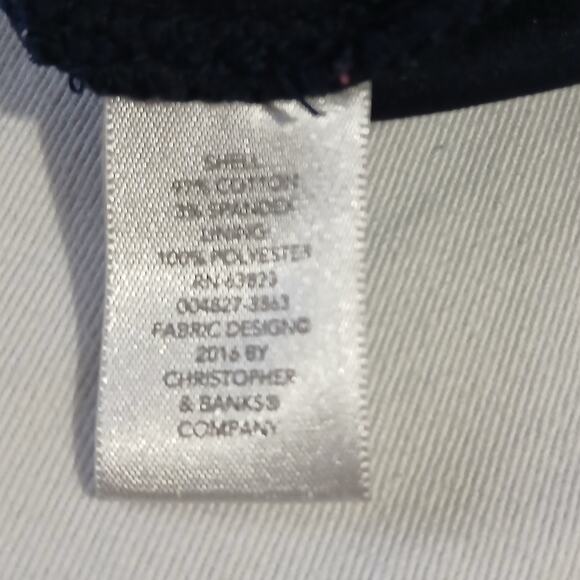 SHELL
97% COTTON
3% SPANDEX
LINING
100% POLYESTER
RN 63823
004827-3363
FABRIC DESIGN©
2016 BY
CHRISTOPHER
& BANKS®
COMPANY